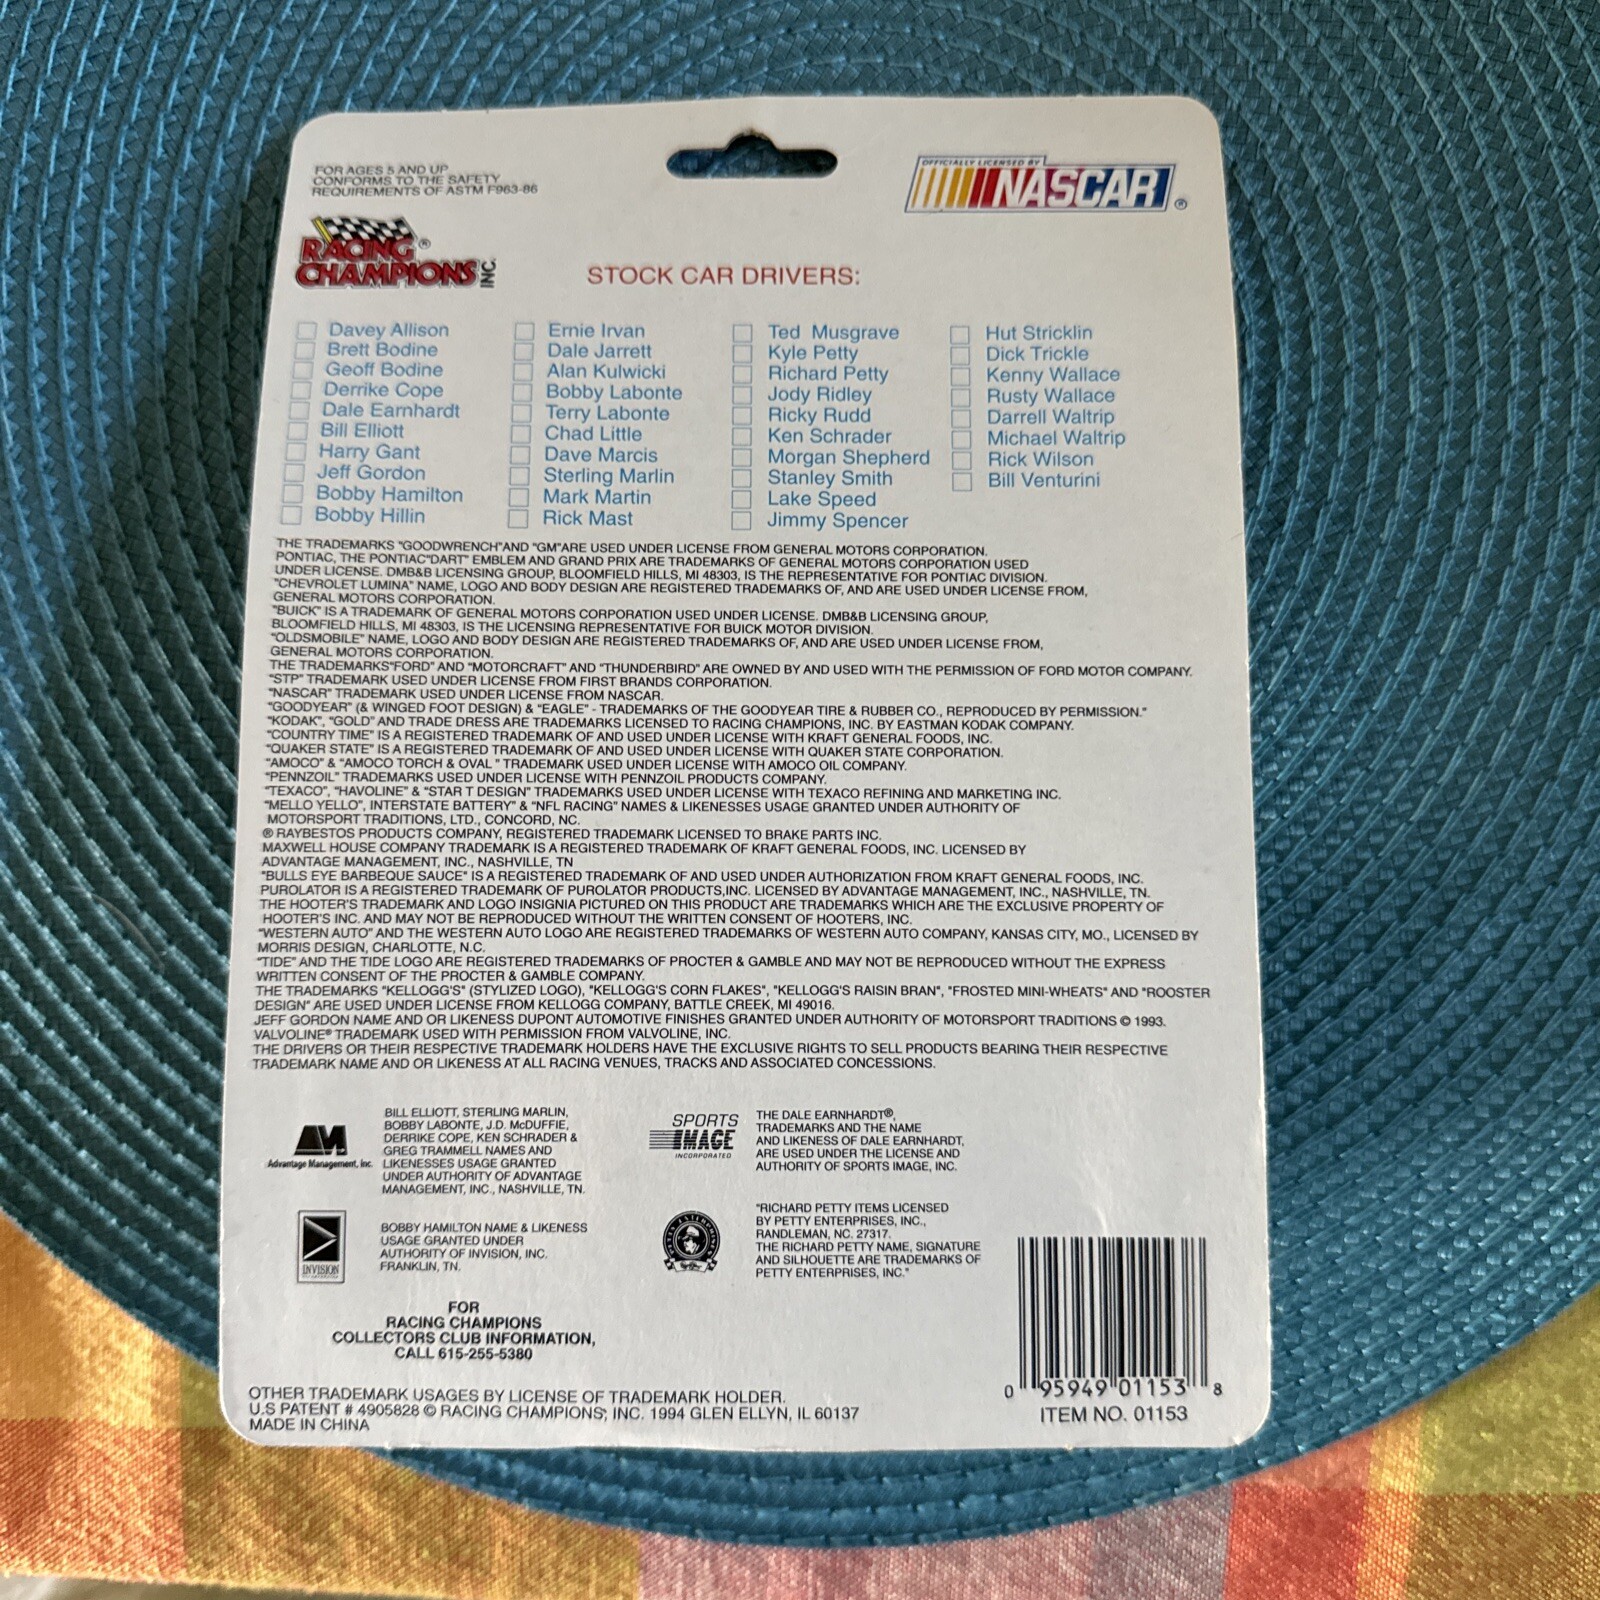 FOR AGES 5 AND UP
CONFORMS TO THE SAFETY
REQUIREMENTS OF ASTM F963-86
OFFICIALLY LICENSED BY
NASCAR ®
RACING ®
CHAMPIONS INC.
STOCK CAR DRIVERS:
Davey Allison
Brett Bodine
Geoff Bodine
Derrike Cope
Dale Earnhardt
Bill Elliott
Harry Gant
Jeff Gordon
Bobby Hamilton
Bobby Hillin
Ernie Irvan
Dale Jarrett
Alan Kulwicki
Bobby Labonte
Terry Labonte
Chad Little
Dave Marcis
Sterling Marlin
Mark Martin
Rick Mast
Ted Musgrave
Kyle Petty
Richard Petty
Jody Ridley
Ricky Rudd
Ken Schrader
Morgan Shepherd
Stanley Smith
Lake Speed
Jimmy Spencer
Hut Stricklin
Dick Trickle
Kenny Wallace
Rusty Wallace
Darrell Waltrip
Michael Waltrip
Rick Wilson
Bill Venturini
THE TRADEMARKS "GOODWRENCH"AND "GM"ARE USED UNDER LICENSE FROM GENERAL MOTORS CORPORATION.
PONTIAC, THE PONTIAC"DART" EMBLEM AND GRAND PRIX ARE TRADEMARKS OF GENERAL MOTORS CORPORATION USED
UNDER LICENSE. DMB&B LICENSING GROUP, BLOOMFIELD HILLS, MI 48303, IS THE REPRESENTATIVE FOR PONTIAC DIVISION.
"CHEVROLET LUMINA" NAME, LOGO AND BODY DESIGN ARE REGISTERED TRADEMARKS OF, AND ARE USED UNDER LICENSE FROM,
GENERAL MOTORS CORPORATION.
"BUICK" IS A TRADEMARK OF GENERAL MOTORS CORPORATION USED UNDER LICENSE. DMB&B LICENSING GROUP,
BLOOMFIELD HILLS, MI 48303, IS THE LICENSING REPRESENTATIVE FOR BUICK MOTOR DIVISION.
"OLDSMOBILE" NAME, LOGO AND BODY DESIGN ARE REGISTERED TRADEMARKS OF, AND ARE USED UNDER LICENSE FROM,
GENERAL MOTORS CORPORATION.
THE TRADEMARKS"FORD" AND "MOTORCRAFT" AND "THUNDERBIRD" ARE OWNED BY AND USED WITH THE PERMISSION OF FORD MOTOR COMPANY.
"STP" TRADEMARK USED UNDER LICENSE FROM FIRST BRANDS CORPORATION.
"NASCAR" TRADEMARK USED UNDER LICENSE FROM NASCAR.
"GOODYEAR" (& WINGED FOOT DESIGN) & "EAGLE" - TRADEMARKS OF THE GOODYEAR TIRE & RUBBER CO., REPRODUCED BY PERMISSION."
"KODAK", "GOLD" AND TRADE DRESS ARE TRADEMARKS LICENSED TO RACING CHAMPIONS, INC. BY EASTMAN KODAK COMPANY.
"COUNTRY TIME" IS A REGISTERED TRADEMARK OF AND USED UNDER LICENSE WITH KRAFT GENERAL FOODS, INC.
"QUAKER STATE" IS A REGISTERED TRADEMARK OF AND USED UNDER LICENSE WITH QUAKER STATE CORPORATION.
"AMOCO" & "AMOCO TORCH & OVAL " TRADEMARK USED UNDER LICENSE WITH AMOCO OIL COMPANY.
"PENNZOIL" TRADEMARKS USED UNDER LICENSE WITH PENNZOIL PRODUCTS COMPANY.
"TEXACO", "HAVOLINE" & "STAR T DESIGN" TRADEMARKS USED UNDER LICENSE WITH TEXACO REFINING AND MARKETING INC.
"MELLO YELLO", INTERSTATE BATTERY" & "NFL RACING" NAMES & LIKENESSES USAGE GRANTED UNDER AUTHORITY OF
MOTORSPORT TRADITIONS, LTD., CONCORD, NC.
® RAYBESTOS PRODUCTS COMPANY, REGISTERED TRADEMARK LICENSED TO BRAKE PARTS INC.
MAXWELL HOUSE COMPANY TRADEMARK IS A REGISTERED TRADEMARK OF KRAFT GENERAL FOODS, INC. LICENSED BY
ADVANTAGE MANAGEMENT, INC., NASHVILLE, TN
"BULLS EYE BARBEQUE SAUCE" IS A REGISTERED TRADEMARK OF AND USED UNDER AUTHORIZATION FROM KRAFT GENERAL FOODS, INC.
PUROLATOR IS A REGISTERED TRADEMARK OF PUROLATOR PRODUCTS,INC. LICENSED BY ADVANTAGE MANAGEMENT, INC., NASHVILLE, TN.
THE HOOTER'S TRADEMARK AND LOGO INSIGNIA PICTURED ON THIS PRODUCT ARE TRADEMARKS WHICH ARE THE EXCLUSIVE PROPERTY OF
HOOTER'S INC. AND MAY NOT BE REPRODUCED WITHOUT THE WRITTEN CONSENT OF HOOTERS, INC.
"WESTERN AUTO" AND THE WESTERN AUTO LOGO ARE REGISTERED TRADEMARKS OF WESTERN AUTO COMPANY, KANSAS CITY, MO., LICENSED BY
MORRIS DESIGN, CHARLOTTE, N.C.
"TIDE" AND THE TIDE LOGO ARE REGISTERED TRADEMARKS OF PROCTER & GAMBLE AND MAY NOT BE REPRODUCED WITHOUT THE EXPRESS
WRITTEN CONSENT OF THE PROCTER & GAMBLE COMPANY.
THE TRADEMARKS "KELLOGG'S" (STYLIZED LOGO), "KELLOGG'S CORN FLAKES", "KELLOGG'S RAISIN BRAN", "FROSTED MINI-WHEATS" AND "ROOSTER
DESIGN" ARE USED UNDER LICENSE FROM KELLOGG COMPANY, BATTLE CREEK, MI 49016.
JEFF GORDON NAME AND OR LIKENESS DUPONT AUTOMOTIVE FINISHES GRANTED UNDER AUTHORITY OF MOTORSPORT TRADITIONS © 1993.
VALVOLINE® TRADEMARK USED WITH PERMISSION FROM VALVOLINE, INC.
THE DRIVERS OR THEIR RESPECTIVE TRADEMARK HOLDERS HAVE THE EXCLUSIVE RIGHTS TO SELL PRODUCTS BEARING THEIR RESPECTIVE
TRADEMARK NAME AND OR LIKENESS AT ALL RACING VENUES, TRACKS AND ASSOCIATED CONCESSIONS.
AM
Advantage Management, Inc.
BILL ELLIOTT, STERLING MARLIN,
BOBBY LABONTE, J.D. McDUFFIE,
DERRIKE COPE, KEN SCHRADER &
GREG TRAMMELL NAMES AND
LIKENESSES USAGE GRANTED
UNDER AUTHORITY OF ADVANTAGE
MANAGEMENT, INC., NASHVILLE, TN.
SPORTS
IMAGE
INCORPORATED
THE DALE EARNHARDT®,
TRADEMARKS AND THE NAME
AND LIKENESS OF DALE EARNHARDT,
ARE USED UNDER THE LICENSE AND
AUTHORITY OF SPORTS IMAGE, INC.
INVISION
BOBBY HAMILTON NAME & LIKENESS
USAGE GRANTED UNDER
AUTHORITY OF INVISION, INC.
FRANKLIN, TN.
"RICHARD PETTY ITEMS LICENSED
BY PETTY ENTERPRISES, INC.,
RANDLEMAN, NC. 27317.
THE RICHARD PETTY NAME, SIGNATURE
AND SILHOUETTE ARE TRADEMARKS OF
PETTY ENTERPRISES, INC."
FOR
RACING CHAMPIONS
COLLECTORS CLUB INFORMATION,
CALL 615-255-5380
0 95949 01153 8
ITEM NO. 01153
OTHER TRADEMARK USAGES BY LICENSE OF TRADEMARK HOLDER.
U.S PATENT # 4905828 © RACING CHAMPIONS, INC. 1994 GLEN ELLYN, IL 60137
MADE IN CHINA